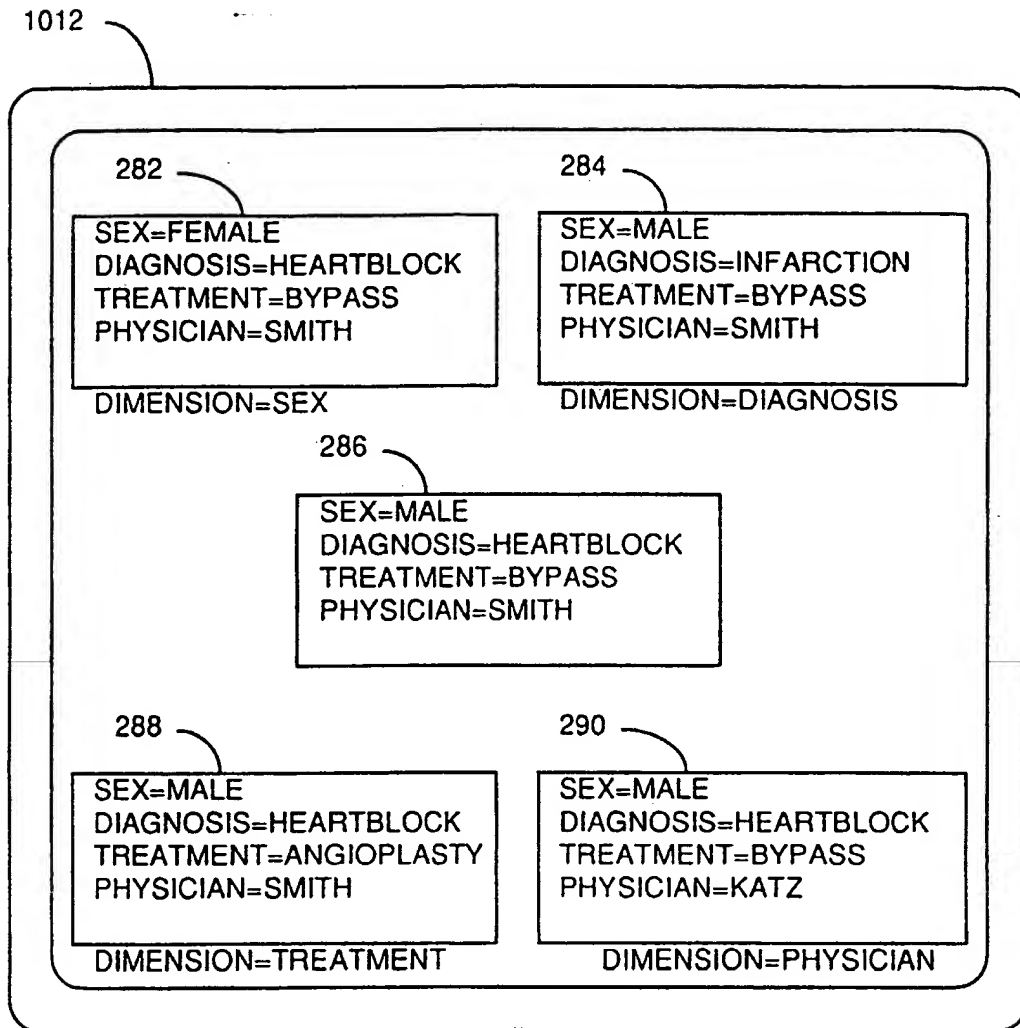 1012
282
SEX=FEMALE
DIAGNOSIS=HEARTBLOCK
TREATMENT=BYPASS
PHYSICIAN=SMITH
DIMENSION=SEX
284
SEX=MALE
DIAGNOSIS=INFARCTION
TREATMENT=BYPASS
PHYSICIAN=SMITH
DIMENSION=DIAGNOSIS
286
SEX=MALE
DIAGNOSIS=HEARTBLOCK
TREATMENT=BYPASS
PHYSICIAN=SMITH
288
SEX=MALE
DIAGNOSIS=HEARTBLOCK
TREATMENT=ANGIOPLASTY
PHYSICIAN=SMITH
DIMENSION=TREATMENT
290
SEX=MALE
DIAGNOSIS=HEARTBLOCK
TREATMENT=BYPASS
PHYSICIAN=KATZ
DIMENSION=PHYSICIAN